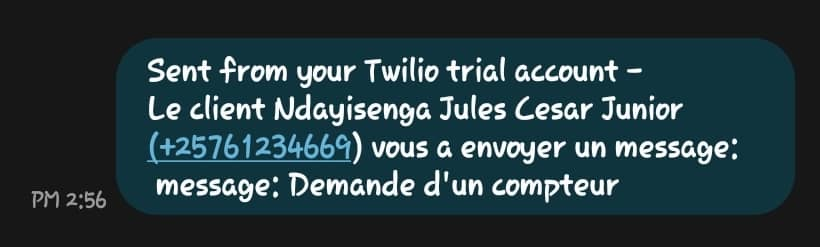 Sent from your Twilio trial account -
Le client Ndayisenga Jules Cesar Junior
(+25761234669) vous a envoyer un message:
message: Demande d'un compteur
PM 2:56